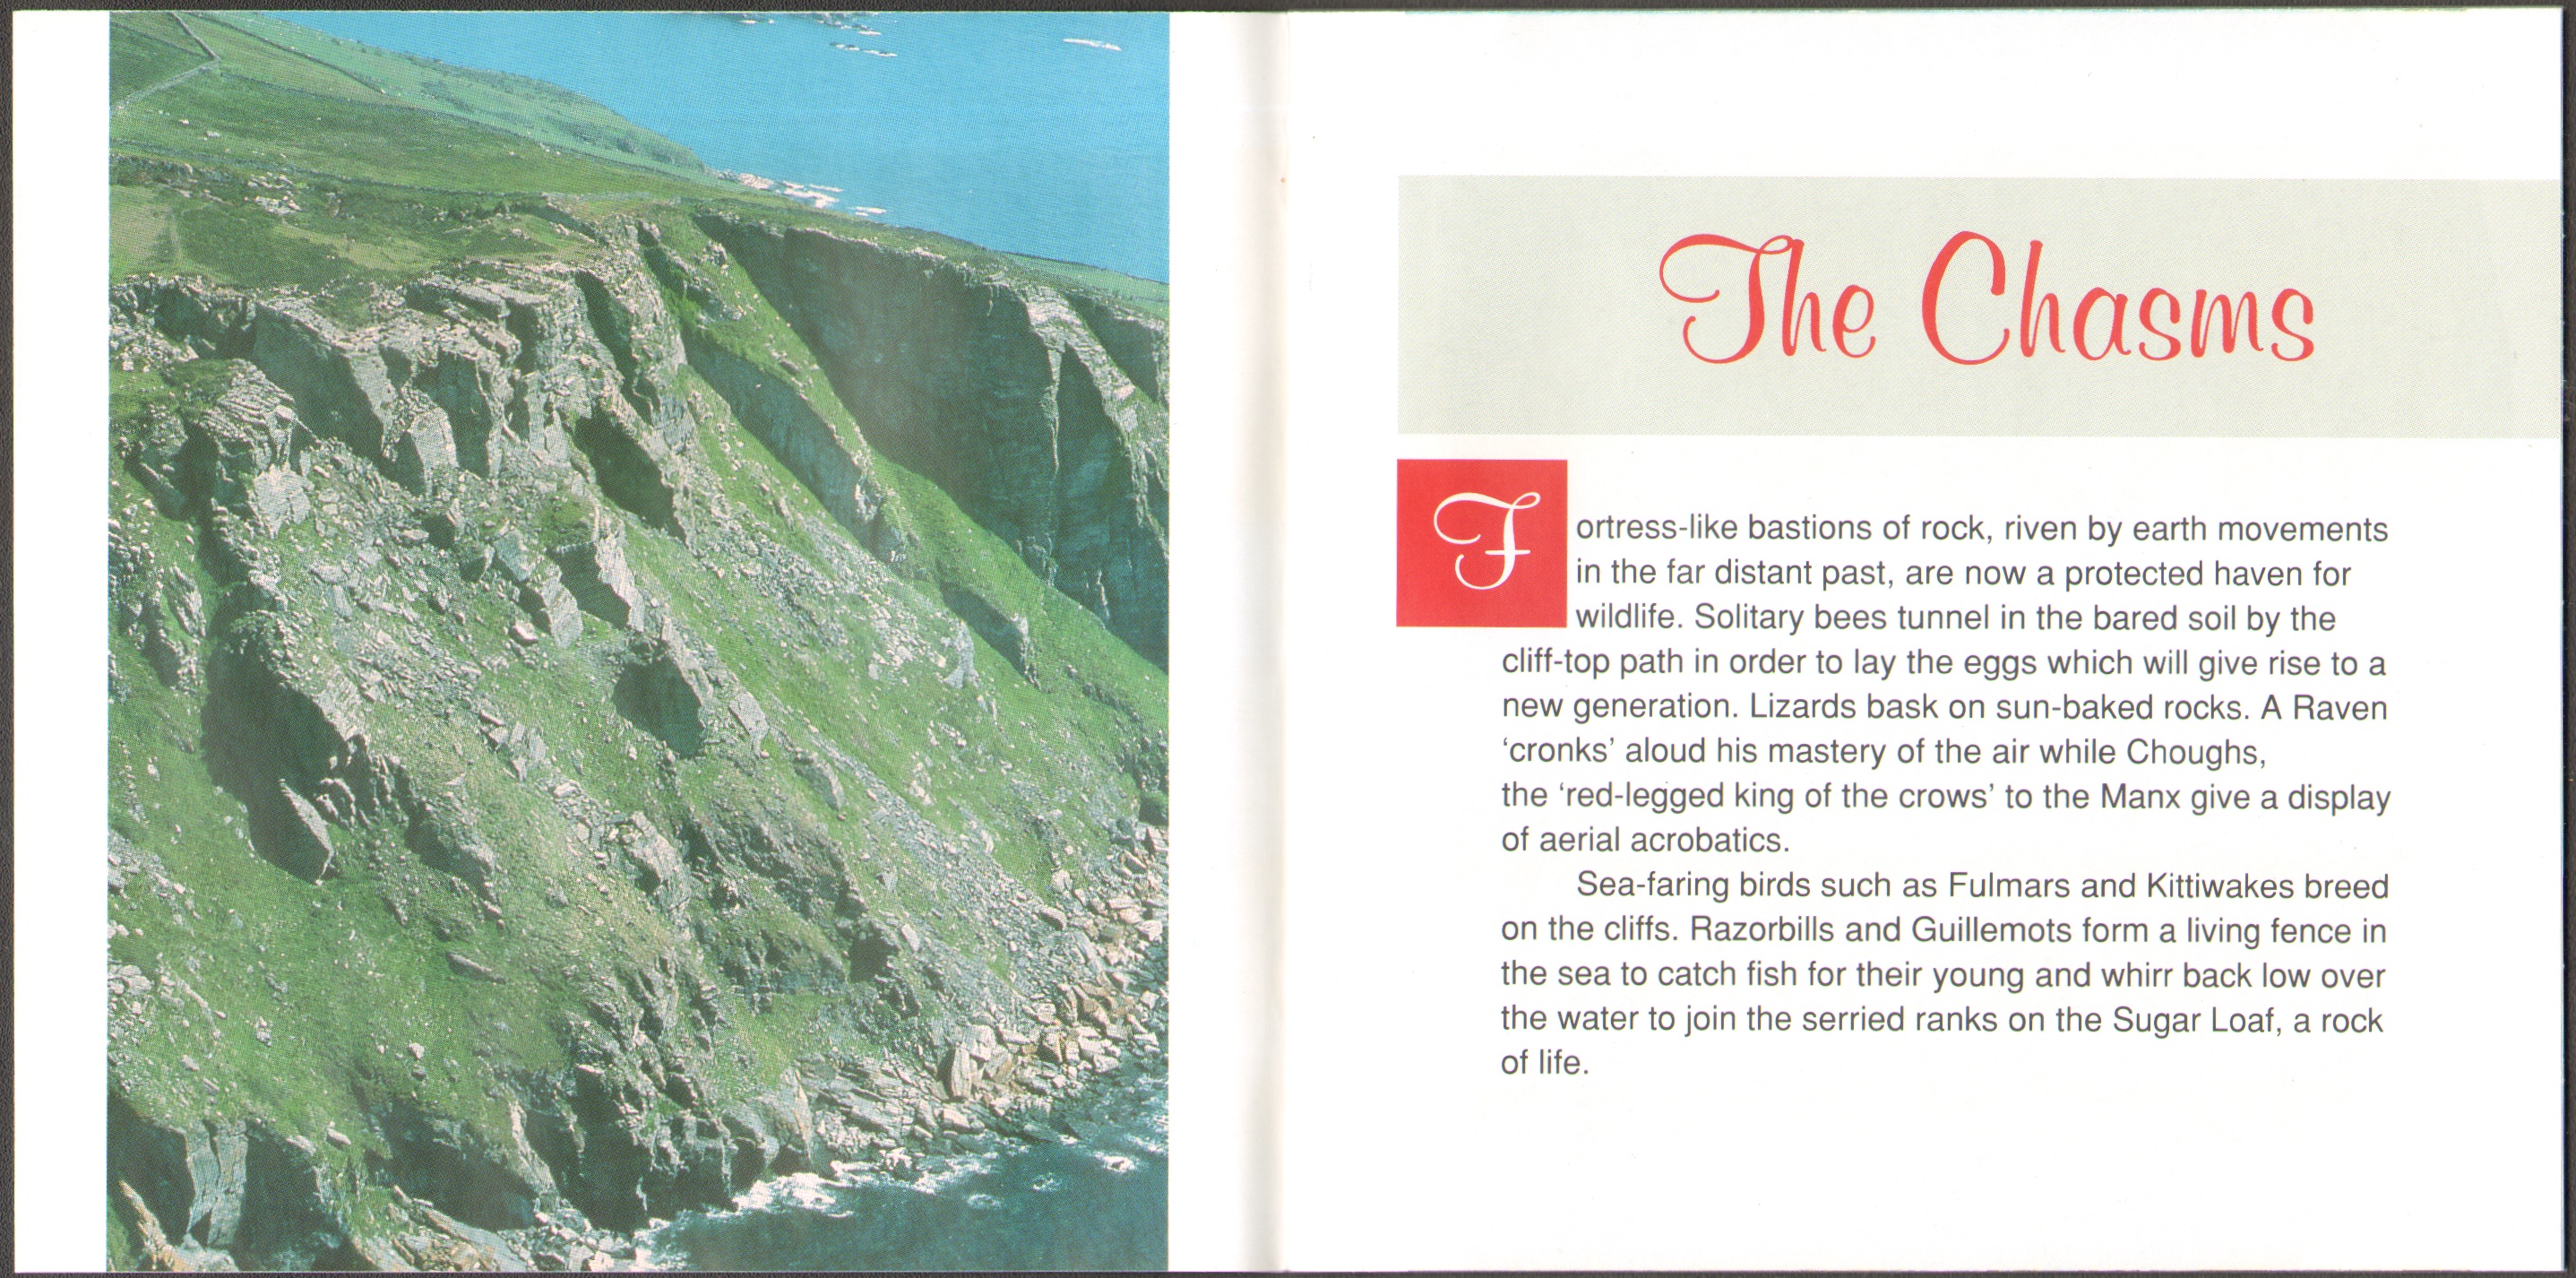 The Chasms
Fortress-like bastions of rock, riven by earth movements
in the far distant past, are now a protected haven for
wildlife. Solitary bees tunnel in the bared soil by the
cliff-top path in order to lay the eggs which will give rise to a
new generation. Lizards bask on sun-baked rocks. A Raven
‘cronks’ aloud his mastery of the air while Choughs,
the ‘red-legged king of the crows’ to the Manx give a display
of aerial acrobatics.
Sea-faring birds such as Fulmars and Kittiwakes breed
on the cliffs. Razorbills and Guillemots form a living fence in
the sea to catch fish for their young and whirr back low over
the water to join the serried ranks on the Sugar Loaf, a rock
of life.